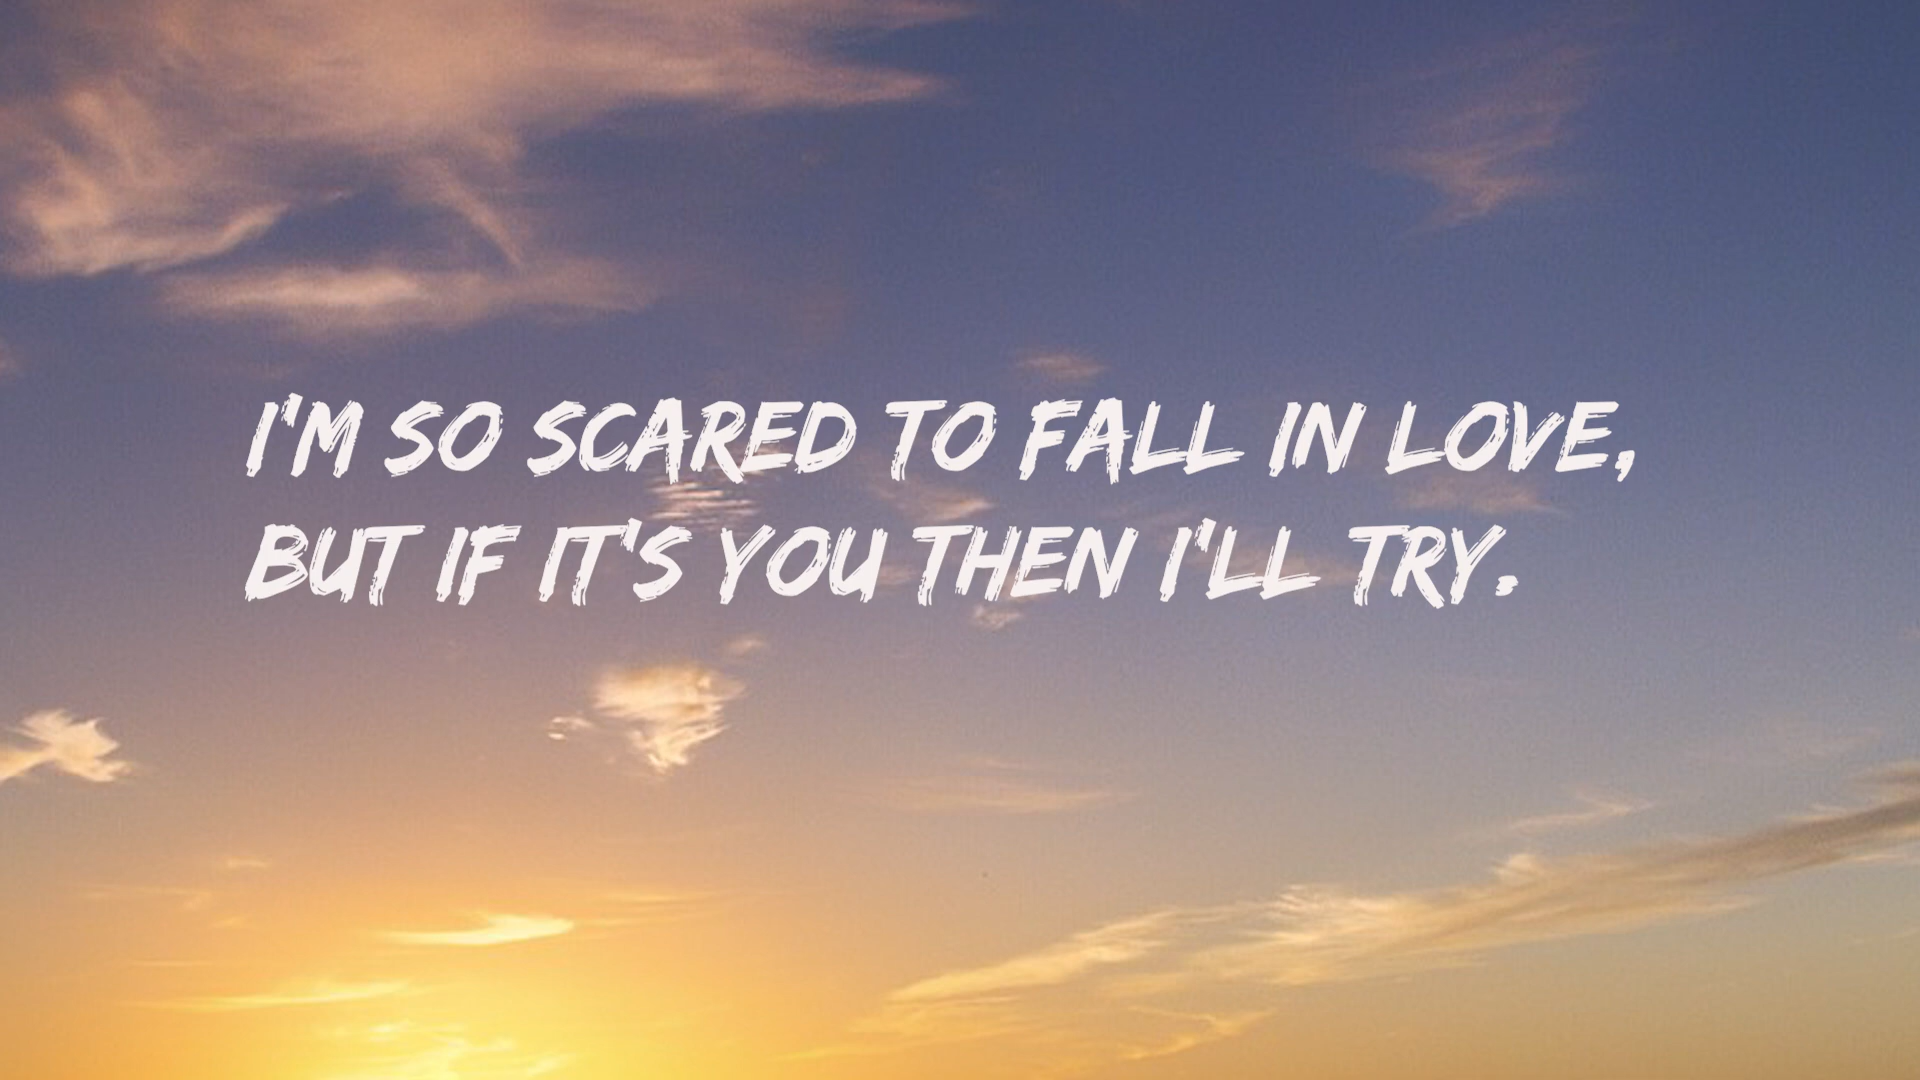 I'M SO SCARED TO FALL IN LOVE,
BUT IF IT'S YOU THEN I'LL TRY.